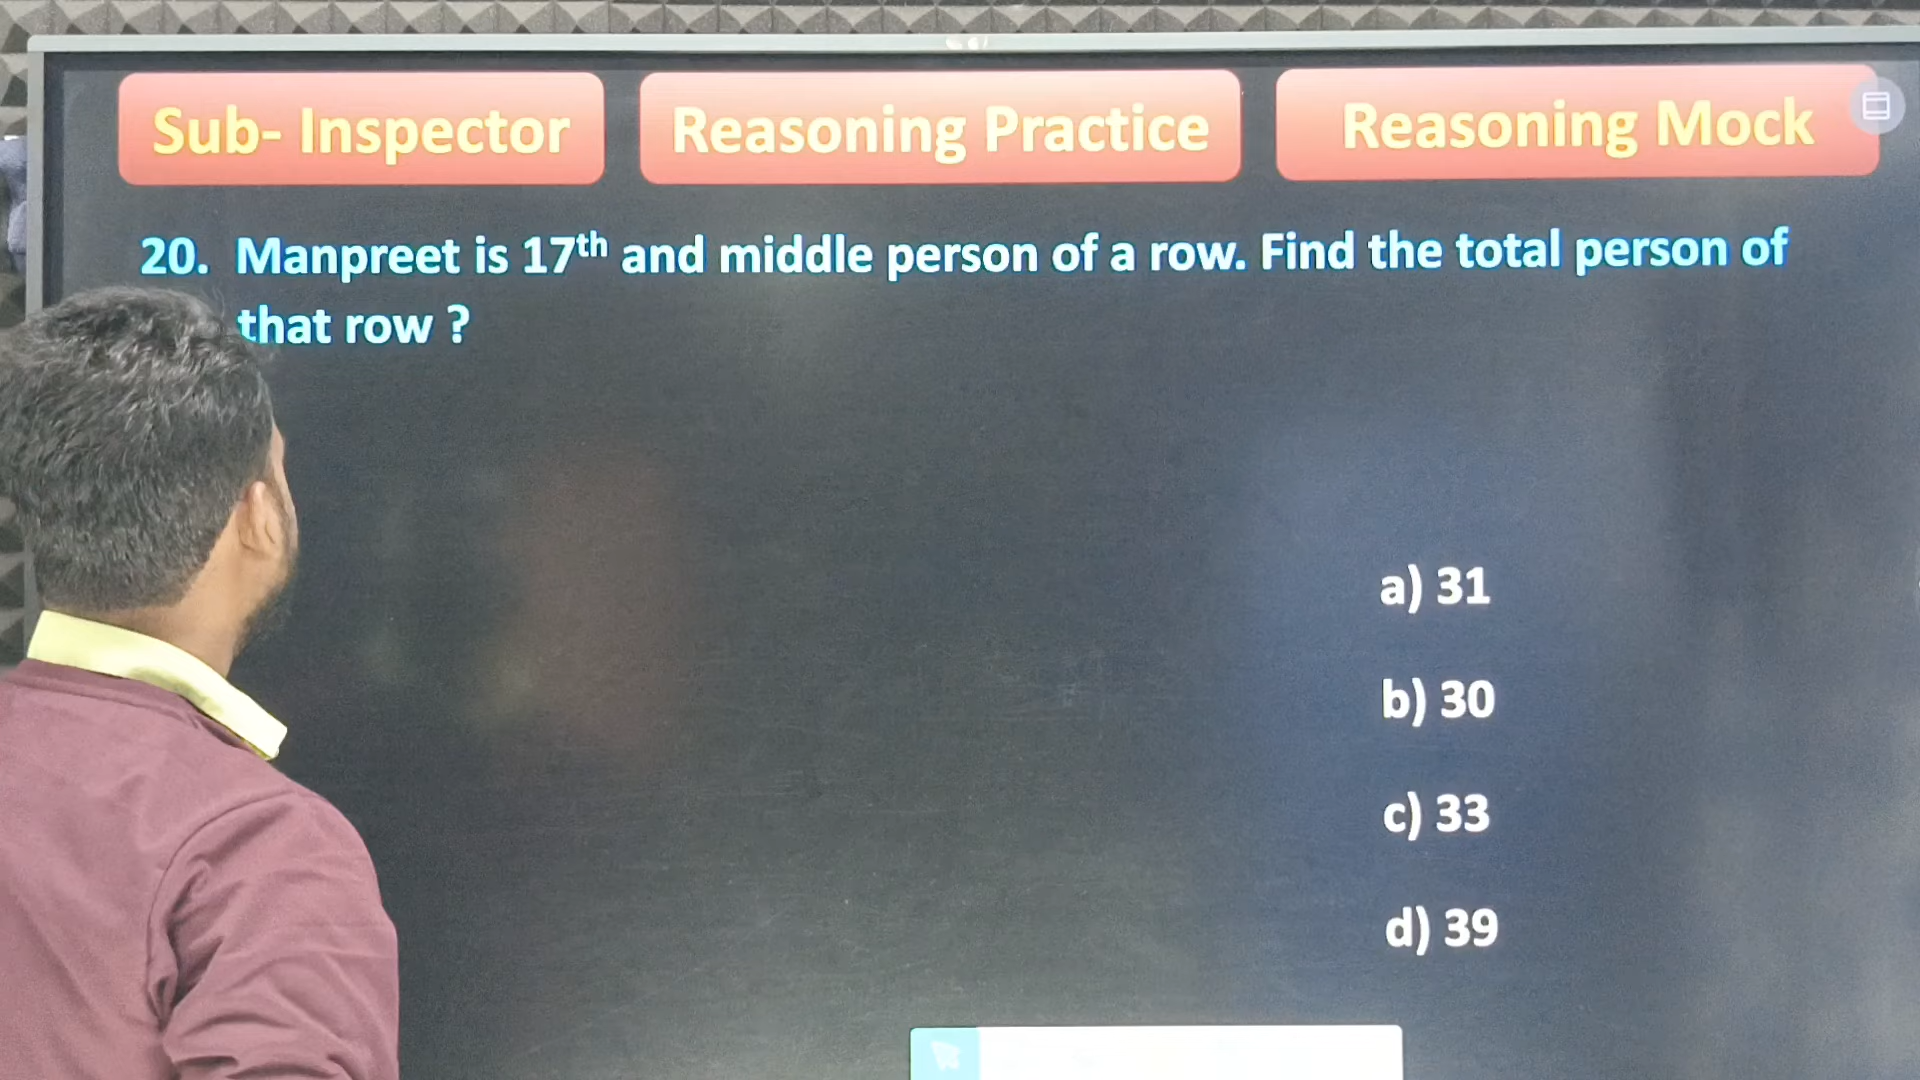 Sub- Inspector
Reasoning Practice
Reasoning Mock
20. Manpreet is 17th and middle person of a row. Find the total person of
that row ?
a) 31
b) 30
c) 33
d) 39